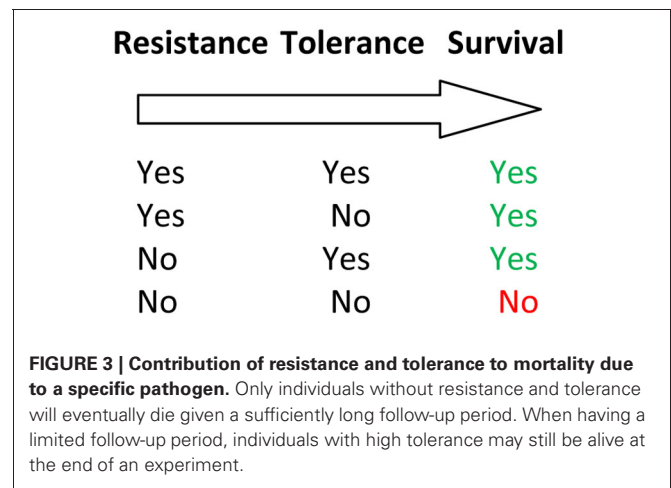 Resistance Tolerance Survival
Yes Yes Yes
Yes No Yes
No Yes Yes
No No No
FIGURE 3 | Contribution of resistance and tolerance to mortality due
to a specific pathogen. Only individuals without resistance and tolerance
will eventually die given a sufficiently long follow-up period. When having a
limited follow-up period, individuals with high tolerance may still be alive at
the end of an experiment.